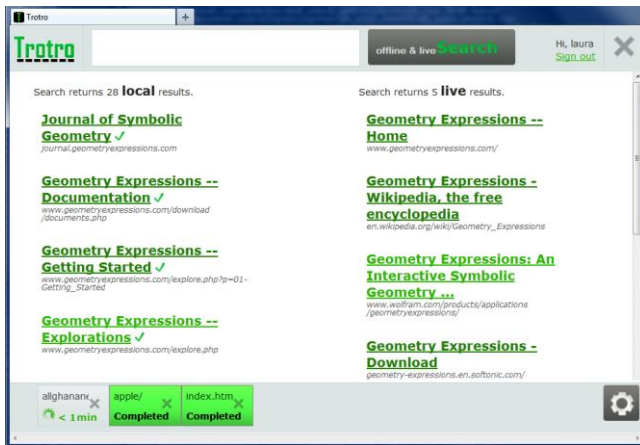 Trotro
Trotro
offline & live Search
Hi, laura
Sign out
Search returns 28 local results.
Journal of Symbolic
Geometry
journal.geometryexpressions.com
Geometry Expressions --
Documentation
www.geometryexpressions.com/download
/documents.php
Geometry Expressions --
Getting Started
www.geometryexpressions.com/explore.php?p=01-
Getting_Started
Geometry Expressions --
Explorations
www.geometryexpressions.com/explore.php
Search returns 5 live results.
Geometry Expressions --
Home
www.geometryexpressions.com/
Geometry Expressions -
Wikipedia, the free
encyclopedia
en.wikipedia.org/wiki/Geometry_Expressions
Geometry Expressions: An
Interactive Symbolic
Geometry ...
www.wolfram.com/products/applications
/geometryexpressions/
Geometry Expressions -
Download
geometry-expressions.en.softonic.com/
apple/
index.htm
< 1min
Completed
Completed